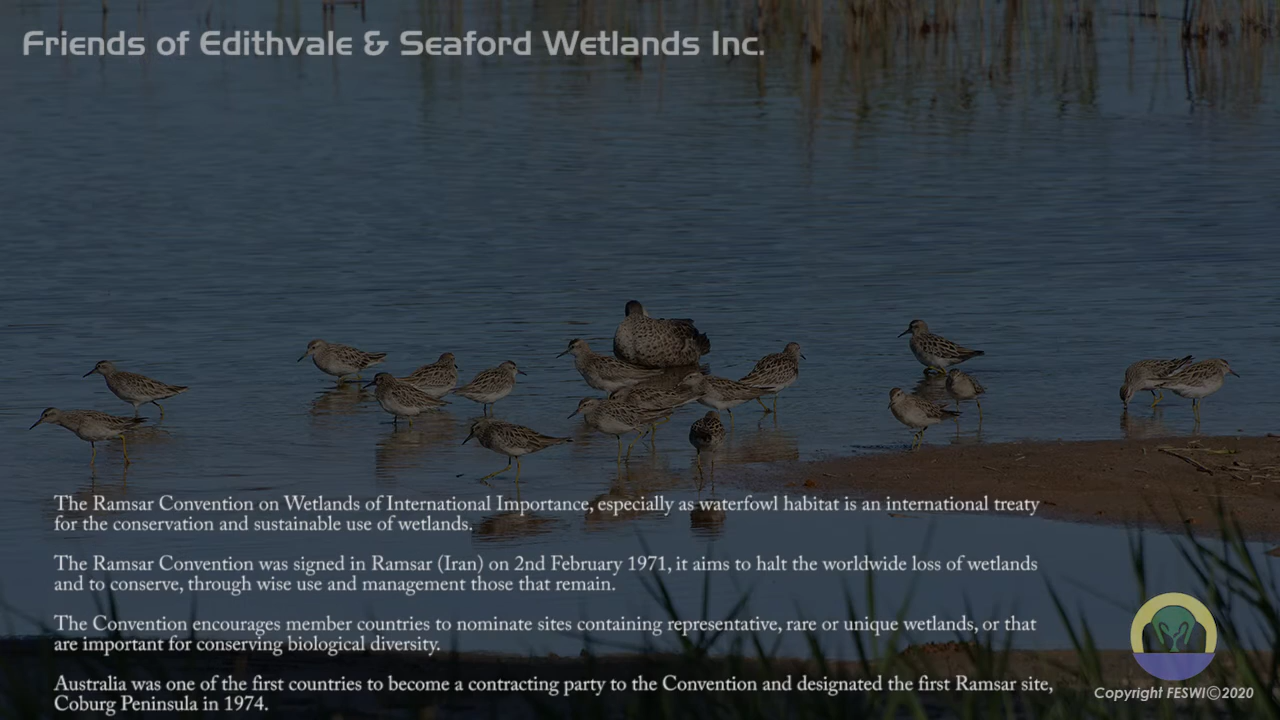 Friends of Edithvale & Seaford Wetlands Inc.
The Ramsar Convention on Wetlands of International Importance, especially as waterfowl habitat is an international treaty
for the conservation and sustainable use of wetlands.
The Ramsar Convention was signed in Ramsar (Iran) on 2nd February 1971, it aims to halt the worldwide loss of wetlands
and to conserve, through wise use and management those that remain.
The Convention encourages member countries to nominate sites containing representative, rare or unique wetlands, or that
are important for conserving biological diversity.
Australia was one of the first countries to become a contracting party to the Convention and designated the first Ramsar site,
Coburg Peninsula in 1974.
Copyright FESWI©2020